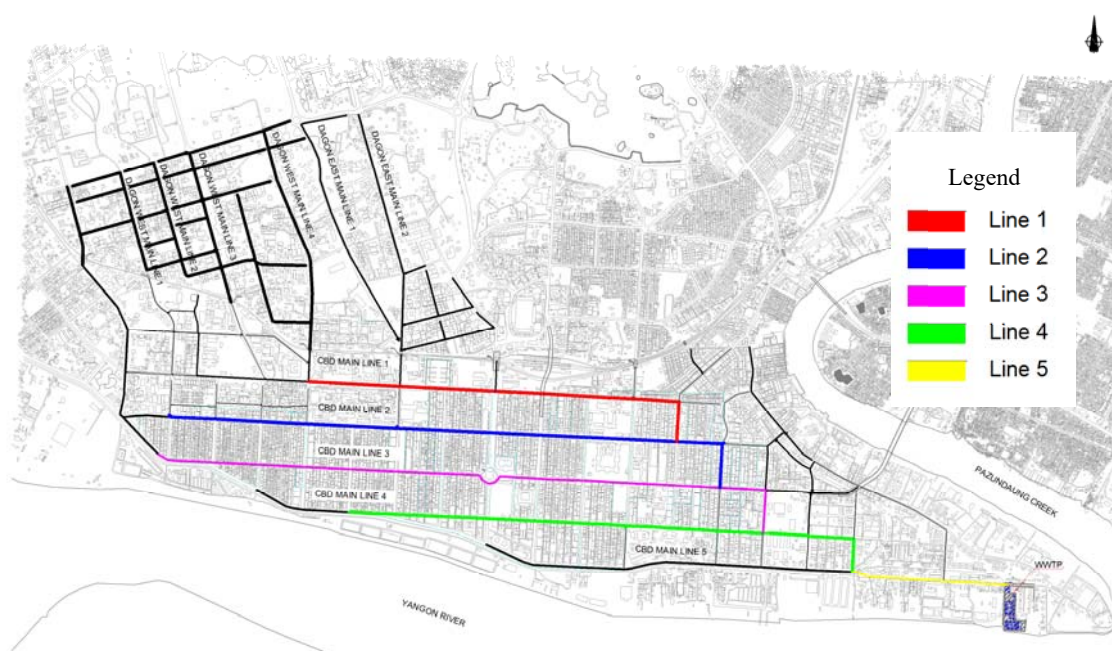 DAGON WEST MAIN LINE 1
DAGON WEST MAIN LINE 2
DAGON WEST MAIN LINE 3
DAGON WEST MAIN LINE 4
DAGON EAST MAIN LINE 1
DAGON EAST MAIN LINE 2
Legend
Line 1
Line 2
Line 3
Line 4
Line 5
CBD MAIN LINE 1
CBD MAIN LINE 2
CBD MAIN LINE 3
CBD MAIN LINE 4
CBD MAIN LINE 5
PAZUNDAUNG CREEK
WWTP
YANGON RIVER